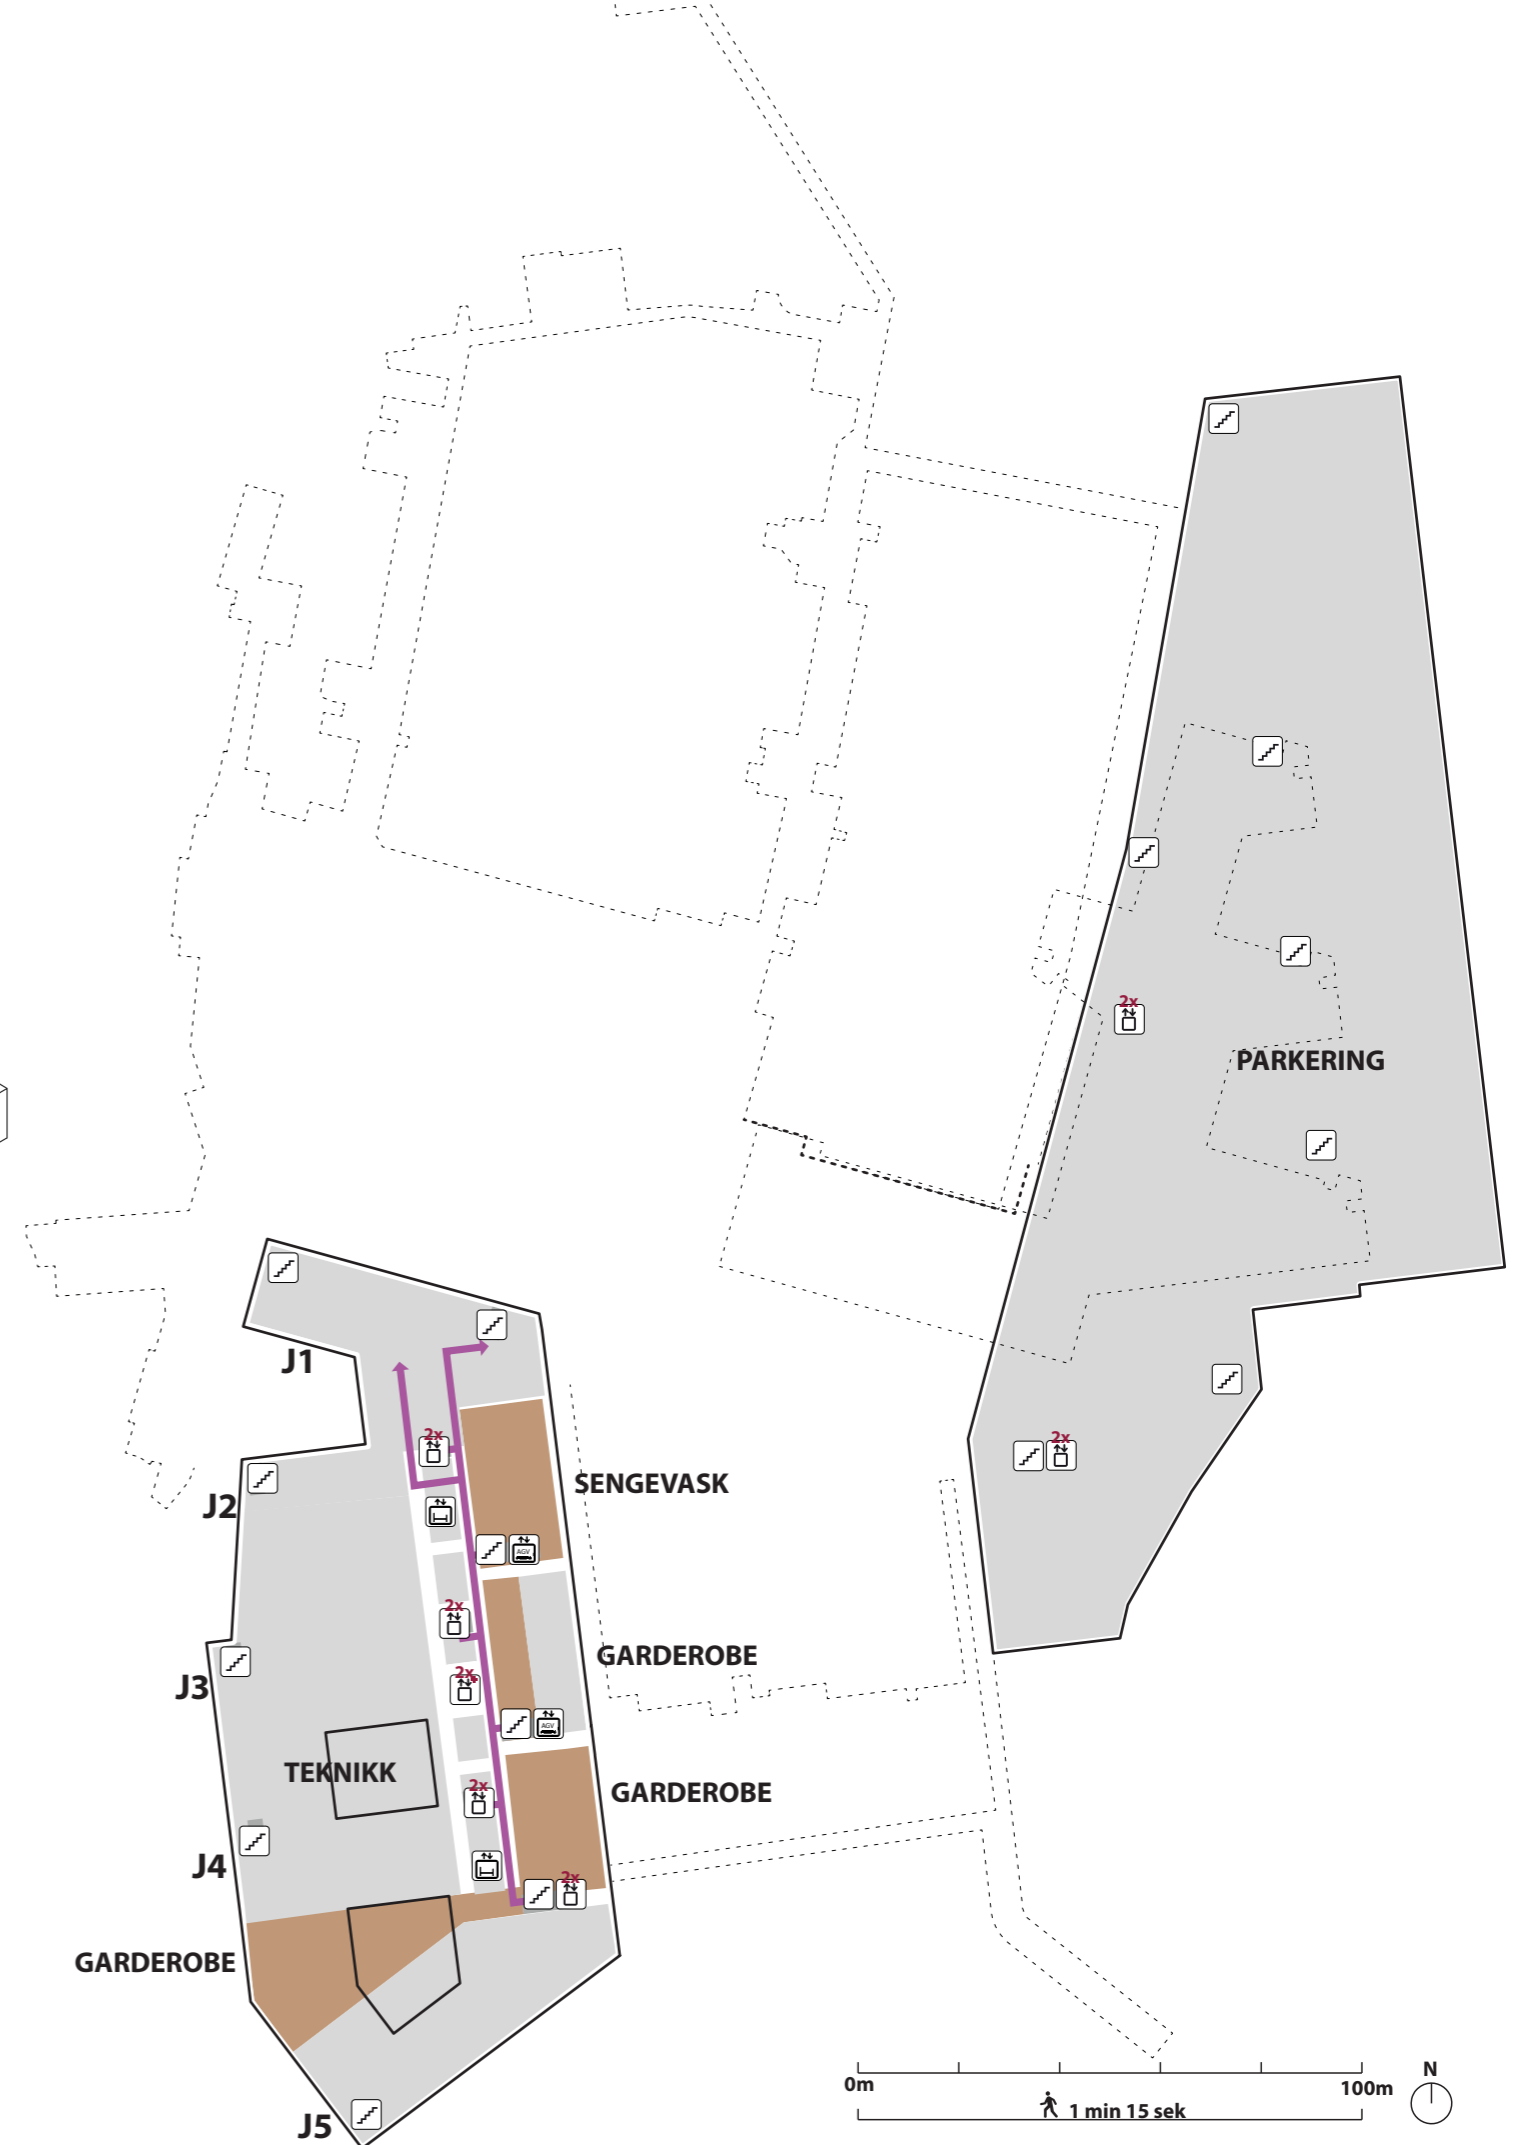 2x
PARKERING
J1
2x
2x
SENGEVASK
J2
AGV
2x
GARDEROBE
2x
J3
AGV
TEKNIKK
2x
GARDEROBE
J4
2x
GARDEROBE
N
0m
100m
1 min 15 sek
J5